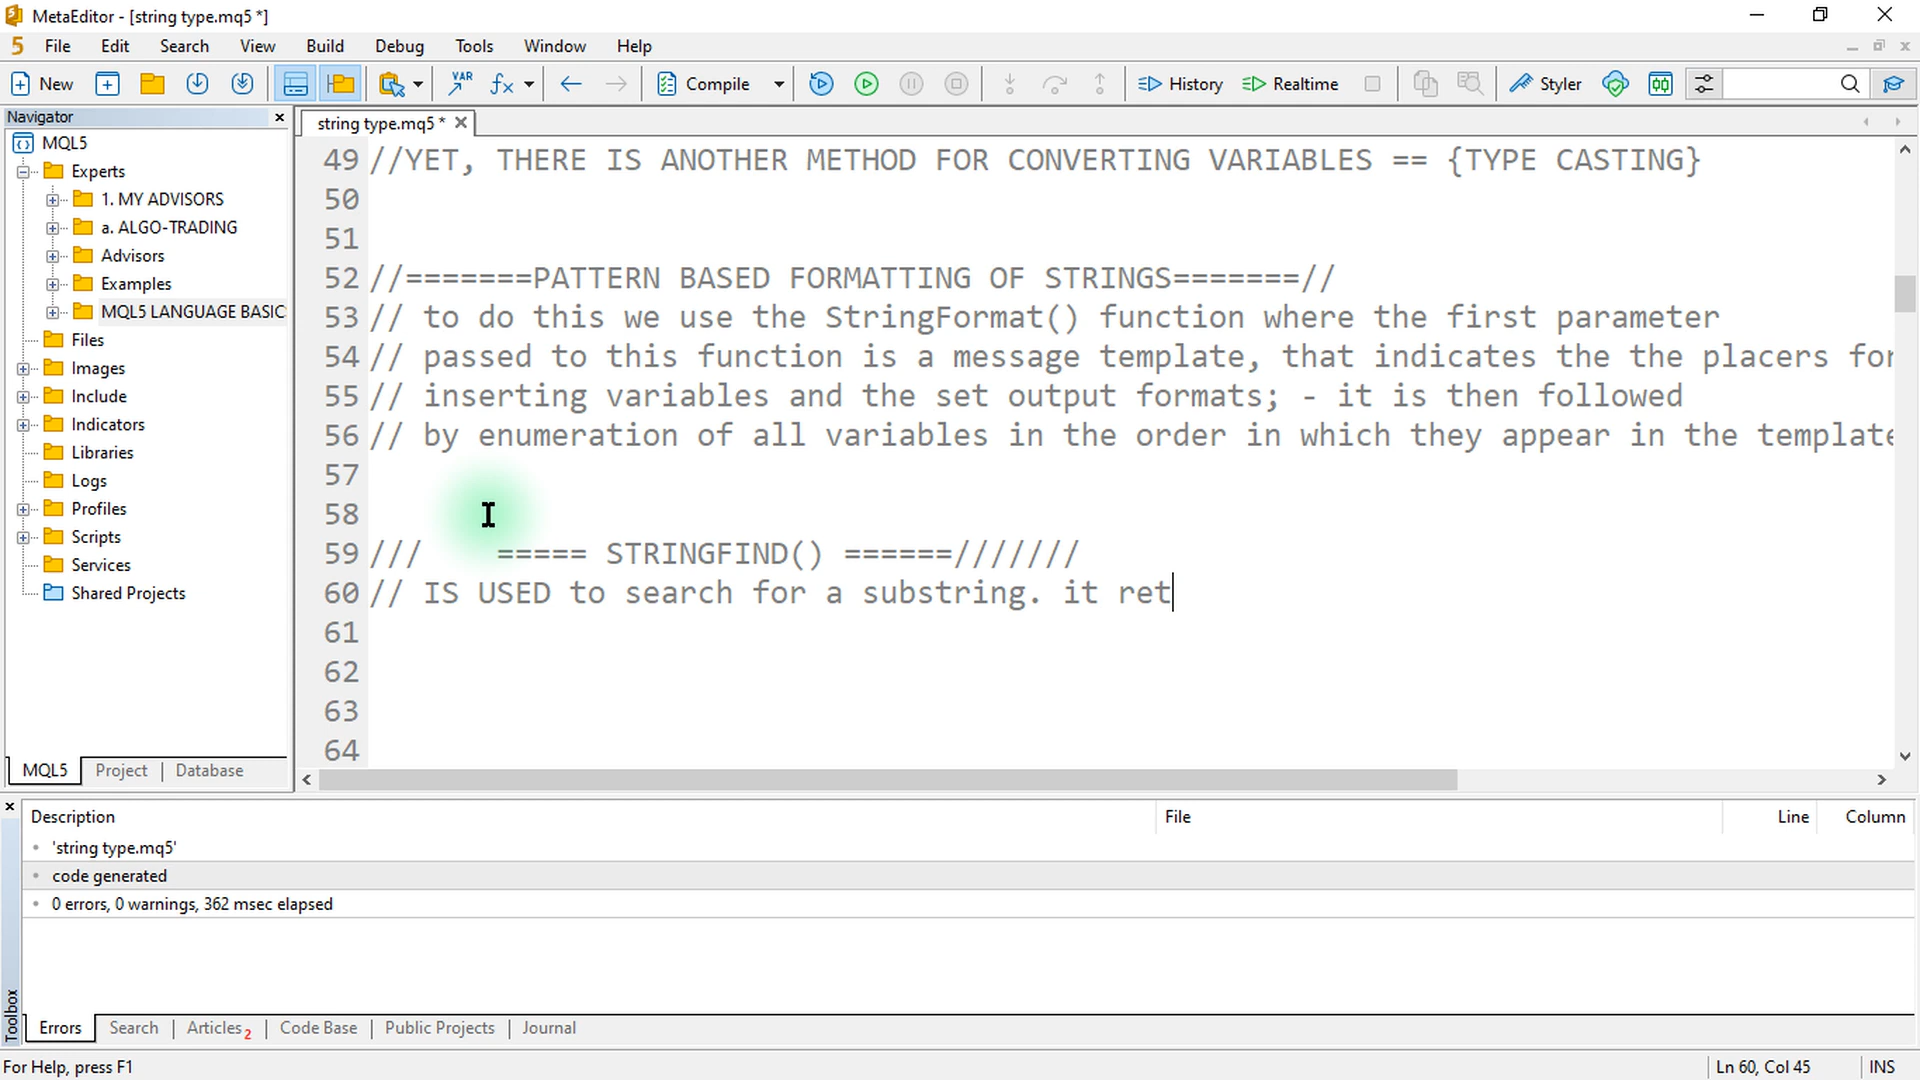 MetaEditor - [string type.mq5 *]
5 File Edit Search View Build Debug Tools Window Help
New VAR fx Compile History Realtime Styler
Navigator
string type.mq5 *
MQL5
Experts
1. MY ADVISORS
a. ALGO-TRADING
Advisors
Examples
MQL5 LANGUAGE BASIC
Files
Images
Include
Indicators
Libraries
Logs
Profiles
Scripts
Services
Shared Projects
MQL5 Project Database
49 //YET, THERE IS ANOTHER METHOD FOR CONVERTING VARIABLES == {TYPE CASTING}
50
51
52 //=======PATTERN BASED FORMATTING OF STRINGS=======//
53 // to do this we use the StringFormat() function where the first parameter
54 // passed to this function is a message template, that indicates the the placers for
55 // inserting variables and the set output formats; - it is then followed
56 // by enumeration of all variables in the order in which they appear in the template
57
58
59 /// ===== STRINGFIND() ======///////
60 // IS USED to search for a substring. it ret
61
62
63
64
Description File Line Column
'string type.mq5'
code generated
0 errors, 0 warnings, 362 msec elapsed
Toolbox
Errors Search Articles 2 Code Base Public Projects Journal
For Help, press F1 Ln 60, Col 45 INS